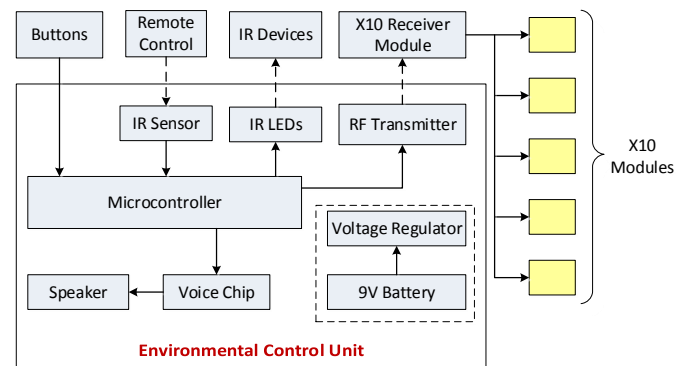 Buttons
Remote
Control
IR Devices
X10 Receiver
Module
IR Sensor
IR LEDs
RF Transmitter
X10
Modules
Microcontroller
Voltage Regulator
Speaker
Voice Chip
9V Battery
Environmental Control Unit